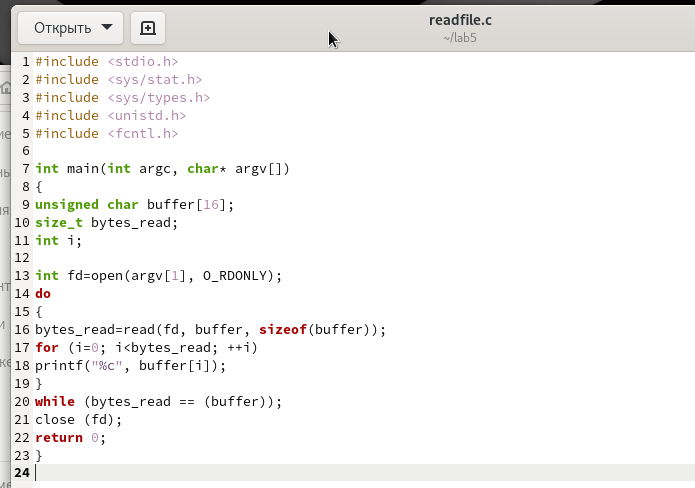 Открыть
readfile.c
~/lab5
1 #include <stdio.h>
2 #include <sys/stat.h>
3 #include <sys/types.h>
4 #include <unistd.h>
5 #include <fcntl.h>
6
7 int main(int argc, char* argv[])
8 {
9 unsigned char buffer[16];
10 size_t bytes_read;
11 int i;
12
13 int fd=open(argv[1], O_RDONLY);
14 do
15 {
16 bytes_read=read(fd, buffer, sizeof(buffer));
17 for (i=0; i<bytes_read; ++i)
18 printf("%c", buffer[i]);
19 }
20 while (bytes_read == (buffer));
21 close (fd);
22 return 0;
23 }
24